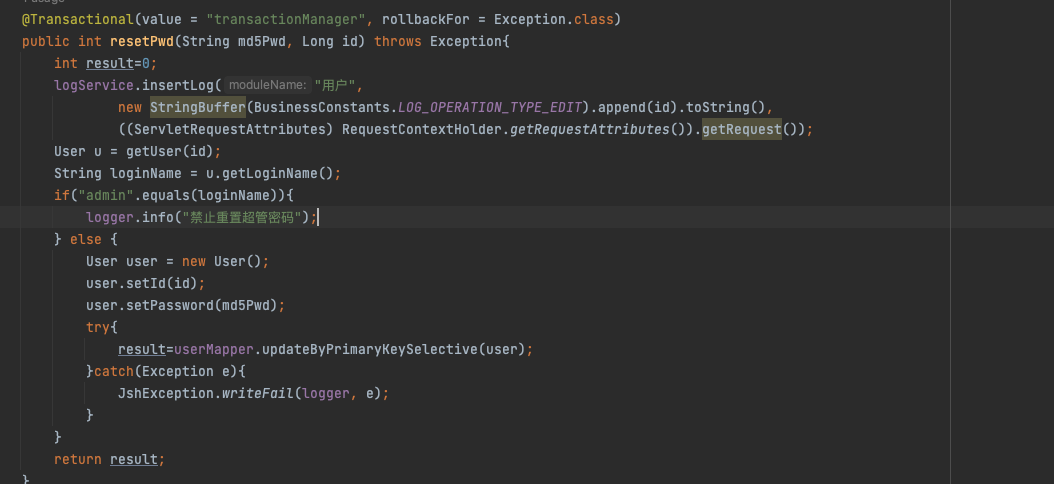 @Transactional(value = "transactionManager", rollbackFor = Exception.class)
public int resetPwd(String md5Pwd, Long id) throws Exception{
    int result=0;
    logService.insertLog( moduleName: "用户",
            new StringBuffer(BusinessConstants.LOG_OPERATION_TYPE_EDIT).append(id).toString(),
            ((ServletRequestAttributes) RequestContextHolder.getRequestAttributes()).getRequest());
    User u = getUser(id);
    String loginName = u.getLoginName();
    if("admin".equals(loginName)){
        logger.info("禁止重置超管密码");
    } else {
        User user = new User();
        user.setId(id);
        user.setPassword(md5Pwd);
        try{
            result=userMapper.updateByPrimaryKeySelective(user);
        }catch(Exception e){
            JshException.writeFail(logger, e);
        }
    }
    return result;
}